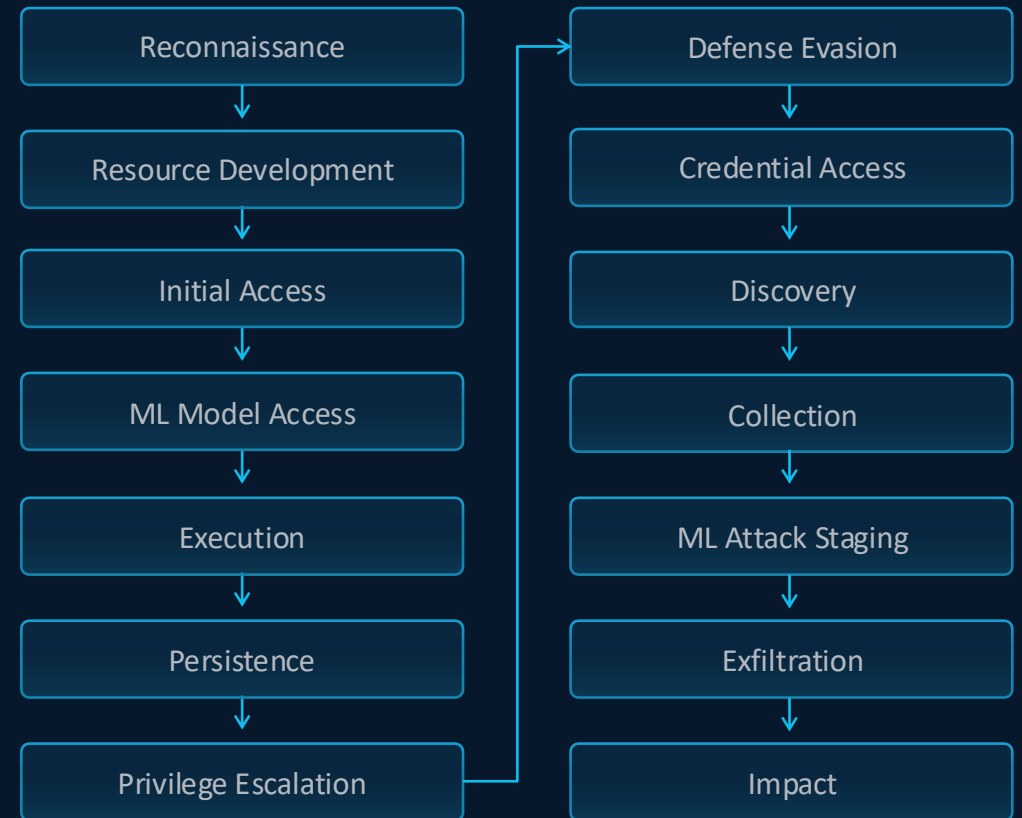 Reconnaissance
Resource Development
Initial Access
ML Model Access
Execution
Persistence
Privilege Escalation
Defense Evasion
Credential Access
Discovery
Collection
ML Attack Staging
Exfiltration
Impact